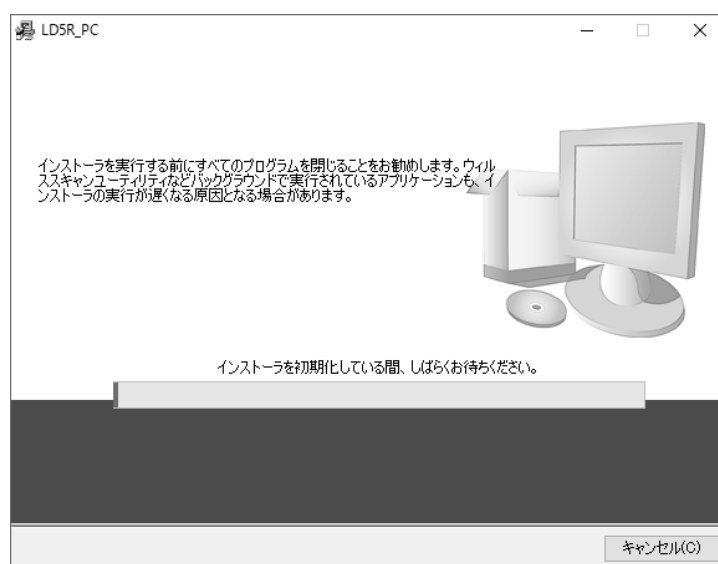 LD5R_PC
インストーラを実行する前にすべてのプログラムを閉じることをお勧めします。ウィル
ススキャンユーティリティなどバックグラウンドで実行されているアプリケーションも、イ
ンストーラの実行が遅くなる原因となる場合があります。
インストーラを初期化している間、しばらくお待ちください。
キャンセル(C)